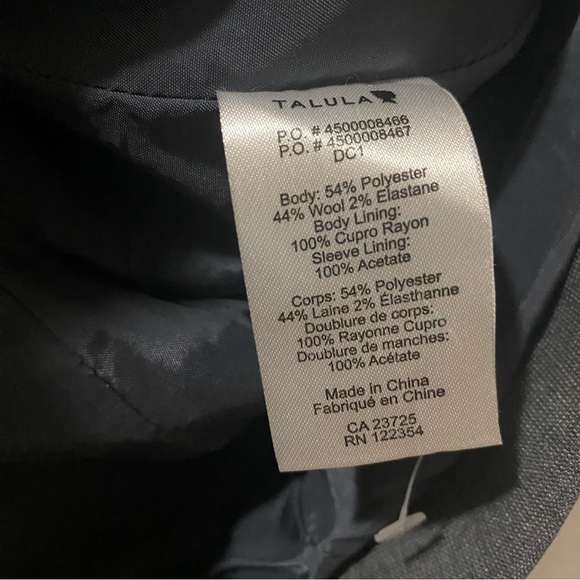 TALULA
P.O. # 4500008466
P.O. # 4500008467
DC1
Body: 54% Polyester
44% Wool 2% Elastane
Body Lining:
100% Cupro Rayon
Sleeve Lining:
100% Acetate
Corps: 54% Polyester
44% Laine 2% Élasthanne
Doublure de corps:
100% Rayonne Cupro
Doublure de manches:
100% Acétate
Made in China
Fabriqué en Chine
CA 23725
RN 122354